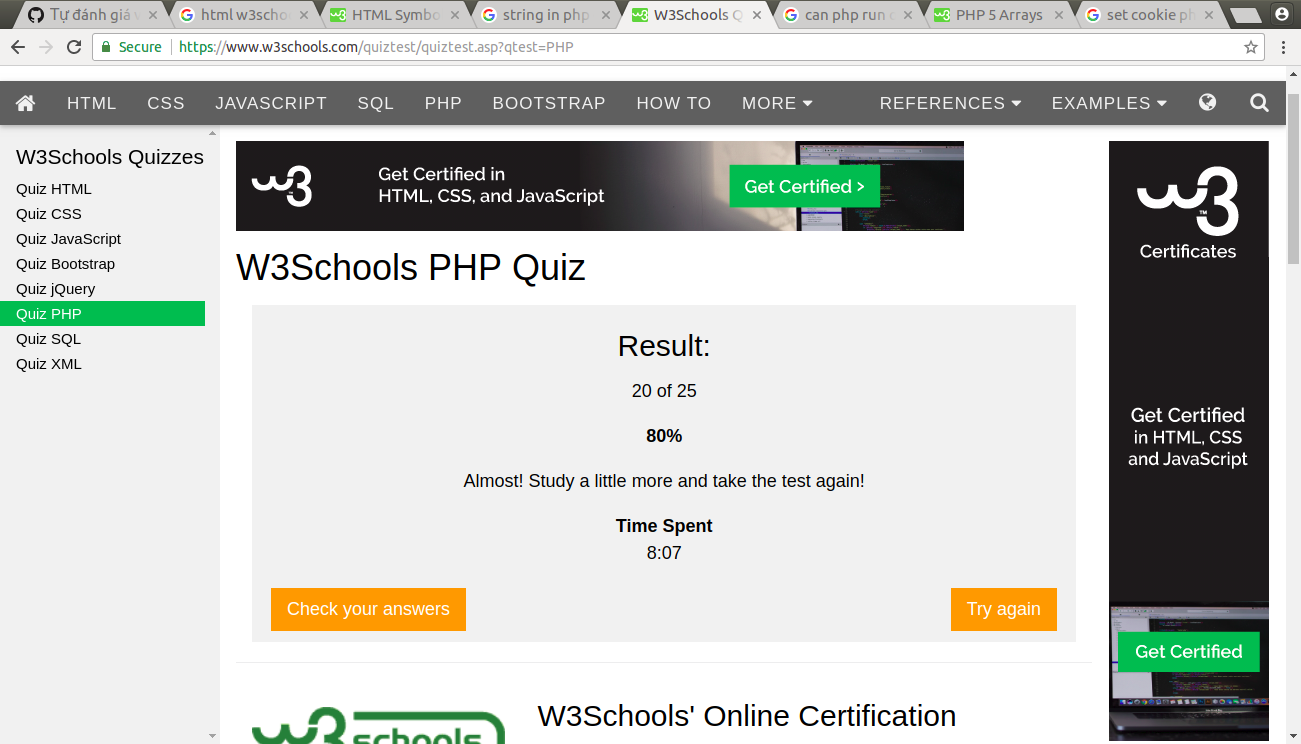 Tự đánh giá v
html w3scho
HTML Symbo
string in php
W3Schools Q
can php run c
PHP 5 Arrays
set cookie ph
Secure https://www.w3schools.com/quiztest/quiztest.asp?qtest=PHP
HTML CSS JAVASCRIPT SQL PHP BOOTSTRAP HOW TO MORE REFERENCES EXAMPLES
W3Schools Quizzes
Quiz HTML
Quiz CSS
Quiz JavaScript
Quiz Bootstrap
Quiz jQuery
Quiz PHP
Quiz SQL
Quiz XML
w3
™
Get Certified in
HTML, CSS, and JavaScript
Get Certified >
W3Schools PHP Quiz
Result:
20 of 25
80%
Almost! Study a little more and take the test again!
Time Spent
8:07
Check your answers
Try again
w3schools
W3Schools' Online Certification
w3
™
Certificates
Get Certified
in HTML, CSS
and JavaScript
Get Certified